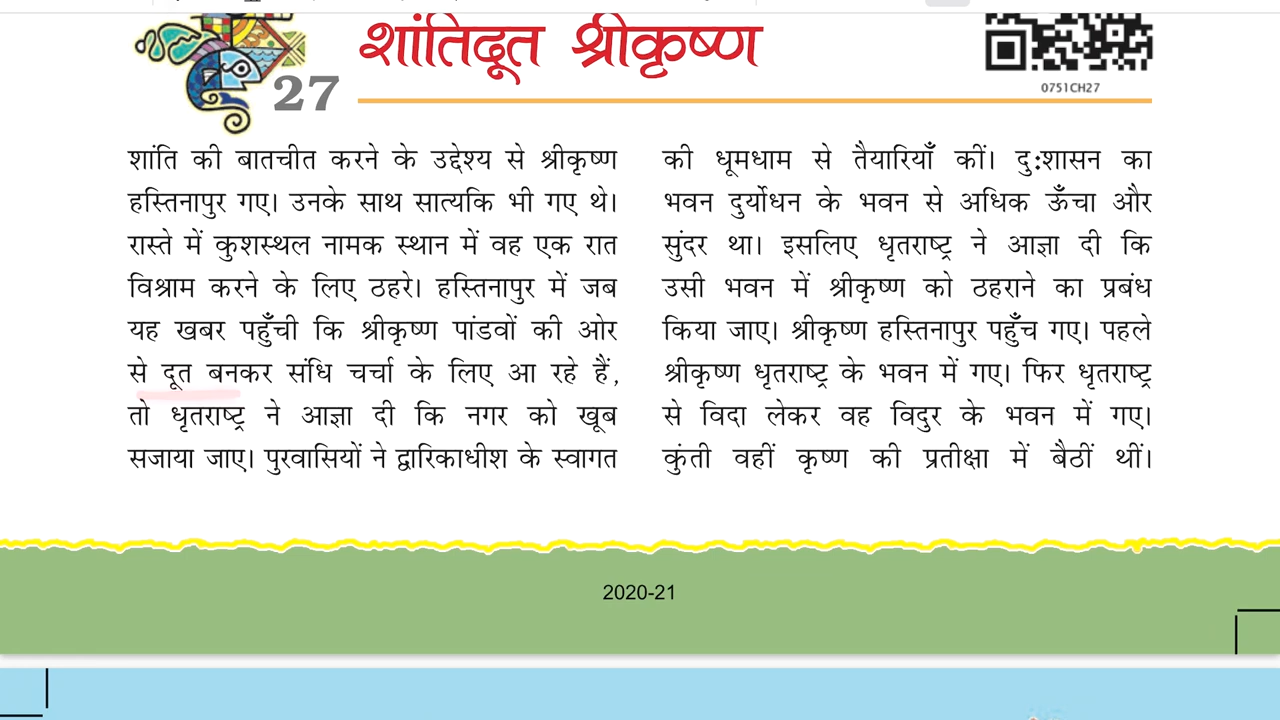 शांतिदूत श्रीकृष्ण
27
0751CH27
शांति की बातचीत करने के उद्देश्य से श्रीकृष्ण
हस्तिनापुर गए। उनके साथ सात्यकि भी गए थे।
रास्ते में कुशस्थल नामक स्थान में वह एक रात
विश्राम करने के लिए ठहरे। हस्तिनापुर में जब
यह खबर पहुँची कि श्रीकृष्ण पांडवों की ओर
से दूत बनकर संधि चर्चा के लिए आ रहे हैं,
तो धृतराष्ट्र ने आज्ञा दी कि नगर को खूब
सजाया जाए। पुरवासियों ने द्वारिकाधीश के स्वागत
की धूमधाम से तैयारियाँ कीं। दु:शासन का
भवन दुर्योधन के भवन से अधिक ऊँचा और
सुंदर था। इसलिए धृतराष्ट्र ने आज्ञा दी कि
उसी भवन में श्रीकृष्ण को ठहराने का प्रबंध
किया जाए। श्रीकृष्ण हस्तिनापुर पहुँच गए। पहले
श्रीकृष्ण धृतराष्ट्र के भवन में गए। फिर धृतराष्ट्र
से विदा लेकर वह विदुर के भवन में गए।
कुंती वहीं कृष्ण की प्रतीक्षा में बैठीं थीं।
2020-21